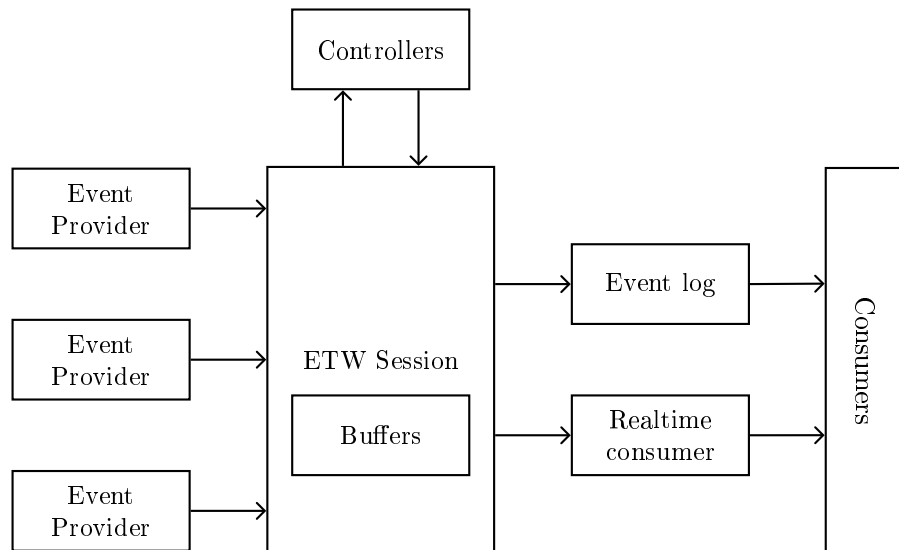 Controllers
Event
Provider
Event
Provider
Event
Provider
ETW Session
Buffers
Event log
Realtime
consumer
Consumers